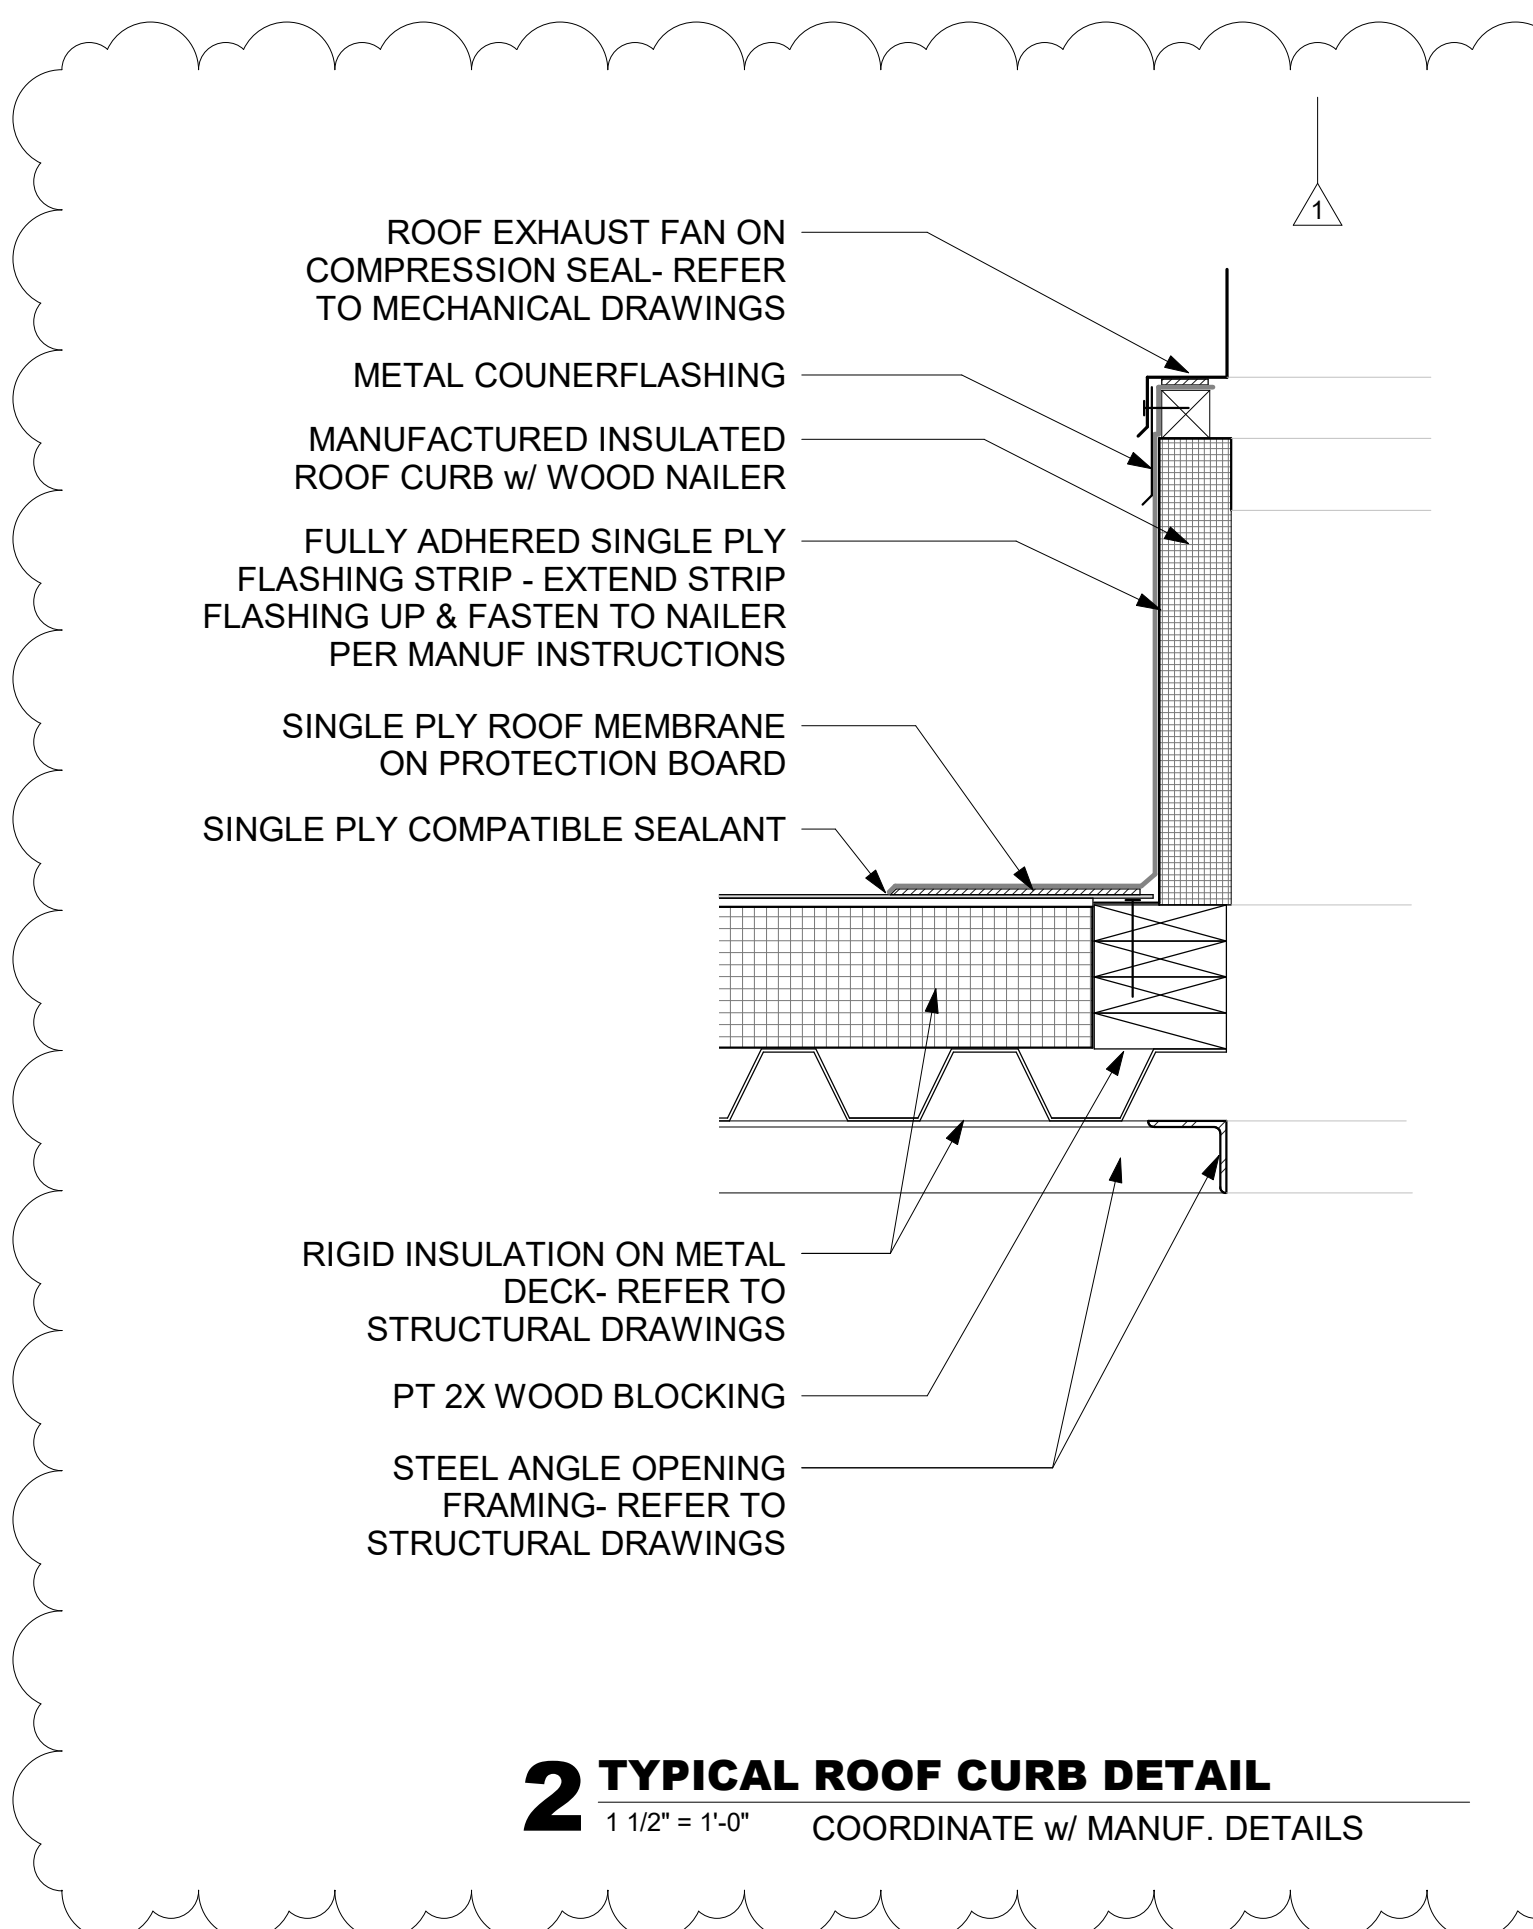 1
ROOF EXHAUST FAN ON
COMPRESSION SEAL- REFER
TO MECHANICAL DRAWINGS
METAL COUNERFLASHING
MANUFACTURED INSULATED
ROOF CURB w/ WOOD NAILER
FULLY ADHERED SINGLE PLY
FLASHING STRIP - EXTEND STRIP
FLASHING UP & FASTEN TO NAILER
PER MANUF INSTRUCTIONS
SINGLE PLY ROOF MEMBRANE
ON PROTECTION BOARD
SINGLE PLY COMPATIBLE SEALANT
RIGID INSULATION ON METAL
DECK- REFER TO
STRUCTURAL DRAWINGS
PT 2X WOOD BLOCKING
STEEL ANGLE OPENING
FRAMING- REFER TO
STRUCTURAL DRAWINGS
2 TYPICAL ROOF CURB DETAIL
1 1/2" = 1'-0" COORDINATE w/ MANUF. DETAILS